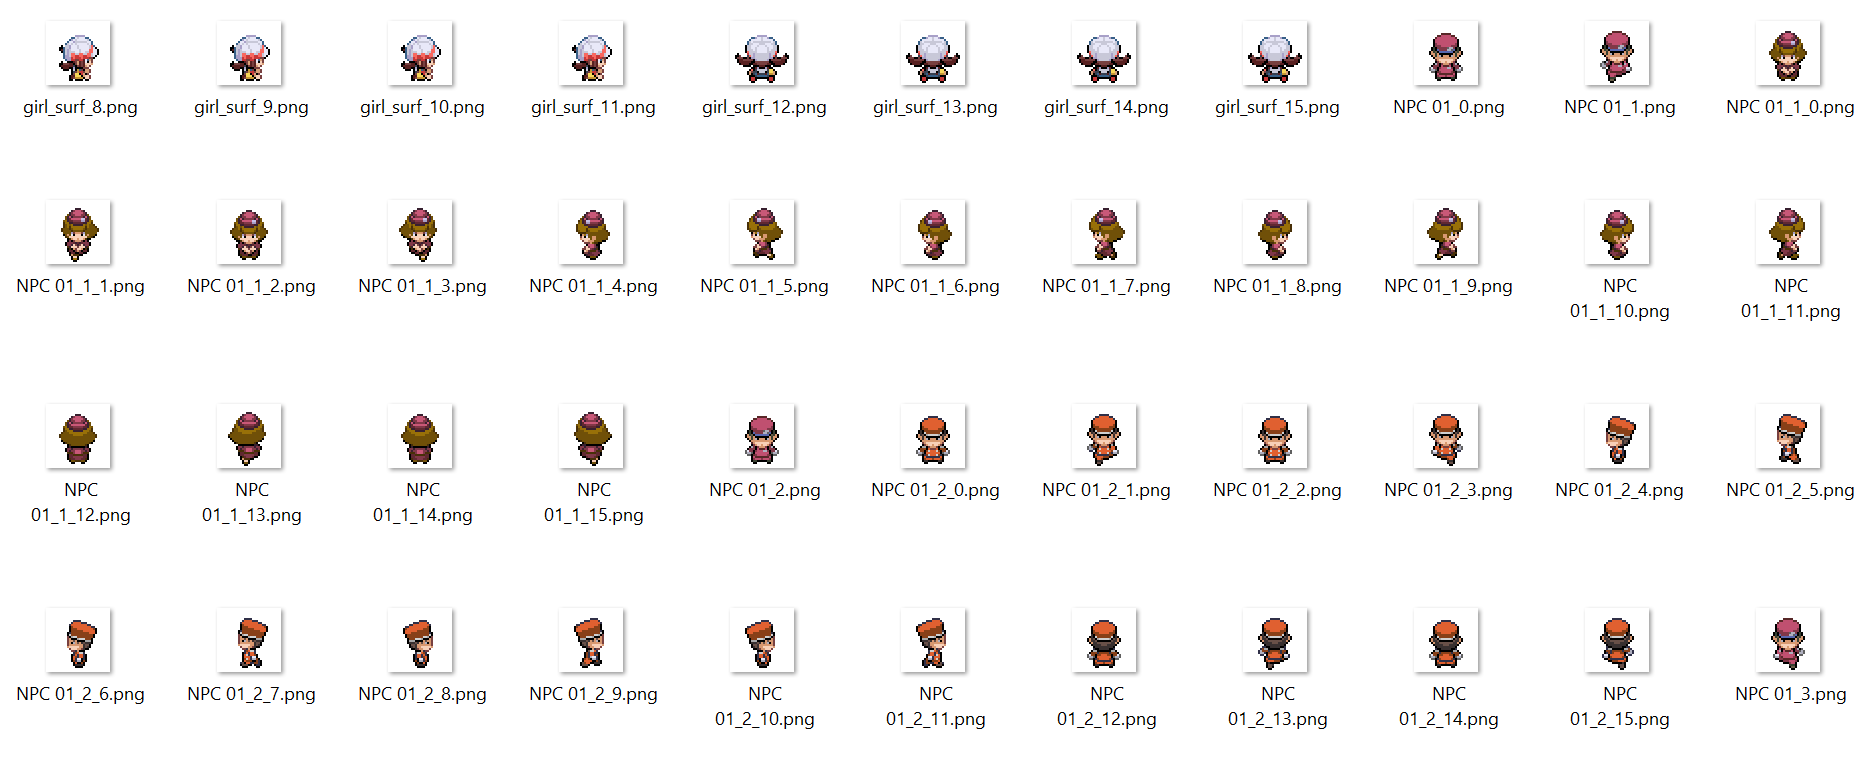 girl_surf_8.png
girl_surf_9.png
girl_surf_10.png
girl_surf_11.png
girl_surf_12.png
girl_surf_13.png
girl_surf_14.png
girl_surf_15.png
NPC 01_0.png
NPC 01_1.png
NPC 01_1_0.png
NPC 01_1_1.png
NPC 01_1_2.png
NPC 01_1_3.png
NPC 01_1_4.png
NPC 01_1_5.png
NPC 01_1_6.png
NPC 01_1_7.png
NPC 01_1_8.png
NPC 01_1_9.png
NPC
01_1_10.png
NPC
01_1_11.png
NPC
01_1_12.png
NPC
01_1_13.png
NPC
01_1_14.png
NPC
01_1_15.png
NPC 01_2.png
NPC 01_2_0.png
NPC 01_2_1.png
NPC 01_2_2.png
NPC 01_2_3.png
NPC 01_2_4.png
NPC 01_2_5.png
NPC 01_2_6.png
NPC 01_2_7.png
NPC 01_2_8.png
NPC 01_2_9.png
NPC
01_2_10.png
NPC
01_2_11.png
NPC
01_2_12.png
NPC
01_2_13.png
NPC
01_2_14.png
NPC
01_2_15.png
NPC 01_3.png